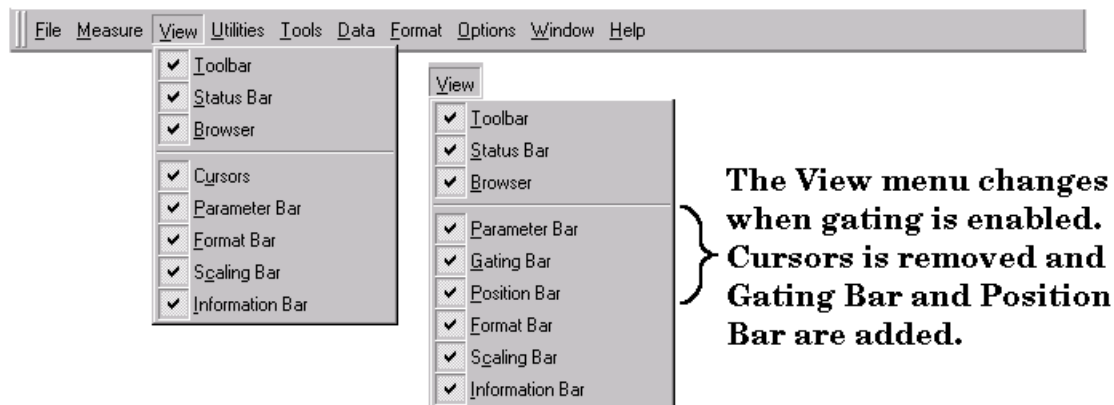 File Measure View Utilities Tools Data Format Options Window Help
Toolbar
Status Bar
Browser
Cursors
Parameter Bar
Format Bar
Scaling Bar
Information Bar
View
Toolbar
Status Bar
Browser
Parameter Bar
Gating Bar
Position Bar
Format Bar
Scaling Bar
Information Bar
The View menu changes
when gating is enabled.
Cursors is removed and
Gating Bar and Position
Bar are added.